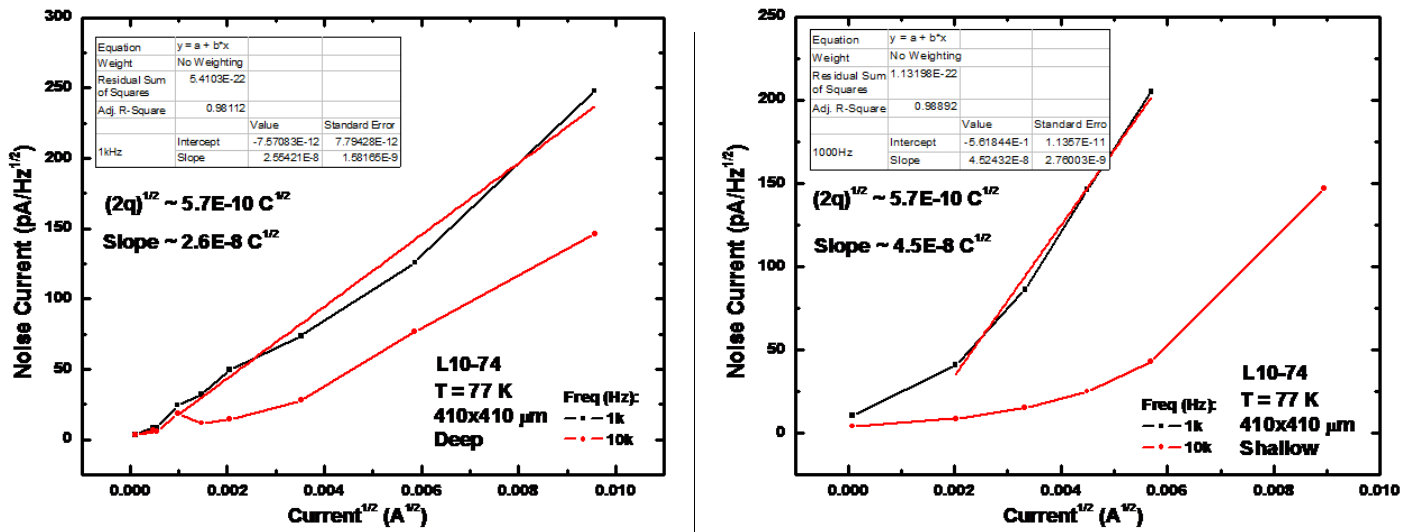 300
250
200
150
100
50
0
Noise Current (pA/Hz^1/2)
Equation y = a + b*x
Weight No Weighting
Residual Sum of Squares 5.4103E-22
Adj. R-Square 0.98112
Value Standard Error
1kHz Intercept -7.57083E-12 7.79428E-12
Slope 2.55421E-8 1.58165E-9
(2q)^1/2 ~ 5.7E-10 C^1/2
Slope ~ 2.6E-8 C^1/2
L10-74
T = 77 K
410x410 μm
Deep
Freq (Hz):
1k
10k
0.000 0.002 0.004 0.006 0.008 0.010
Current^1/2 (A^1/2)
250
200
150
100
50
0
Noise Current (pA/Hz^1/2)
Equation y = a + b*x
Weight No Weighting
Residual Sum of Squares 1.13198E-22
Adj. R-Square 0.98892
Value Standard Erro
1000Hz Intercept -5.61844E-1 1.1357E-11
Slope 4.52432E-8 2.76003E-9
(2q)^1/2 ~ 5.7E-10 C^1/2
Slope ~ 4.5E-8 C^1/2
Freq (Hz):
1k
10k
L10-74
T = 77 K
410x410 μm
Shallow
0.000 0.002 0.004 0.006 0.008 0.010
Current^1/2 (A^1/2)